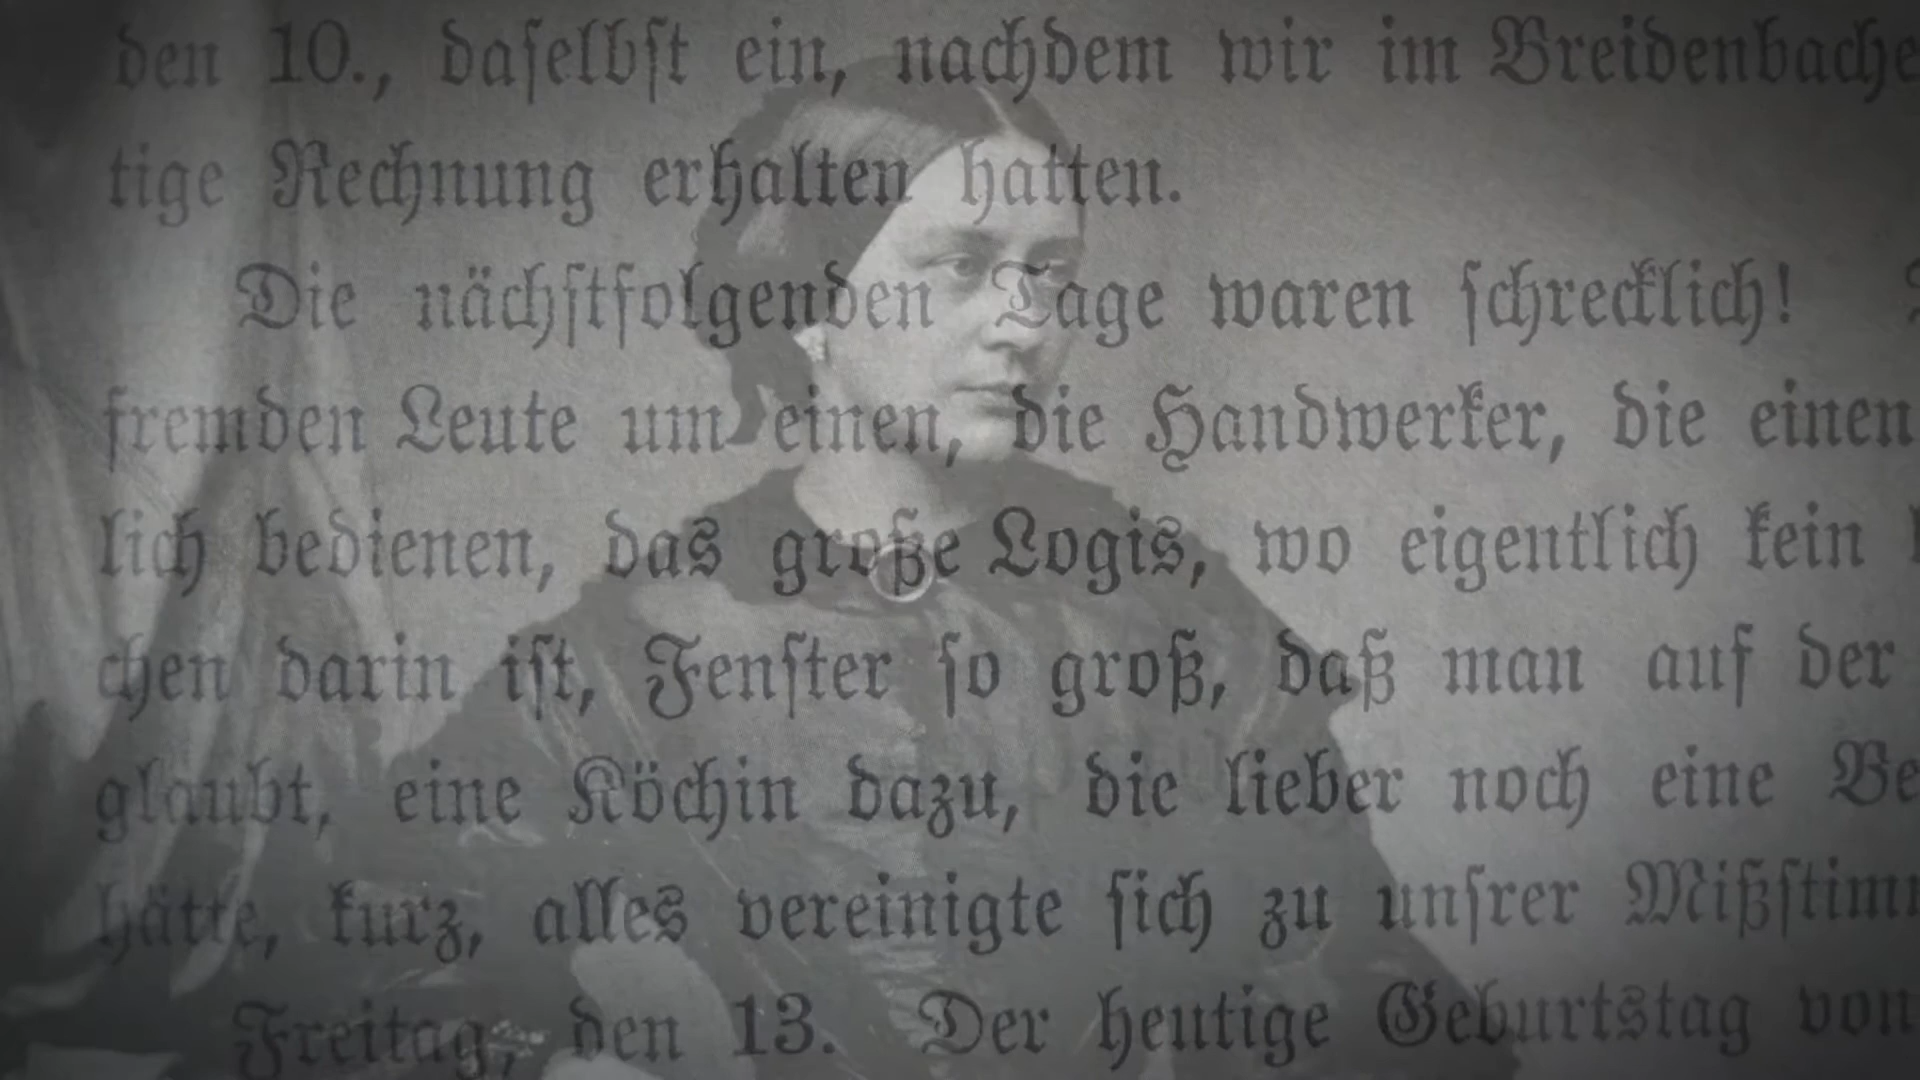 den 10., daſelbſt ein, nachdem wir im Breidenbache
tige Rechnung erhalten hatten.
Die nächſtfolgenden Tage waren ſchrecklich!
fremden Leute um einen, die Handwerker, die einen
lich bedienen, das große Logis, wo eigentlich kein
chen darin iſt, Fenſter ſo groß, daß man auf der
glaubt, eine Köchin dazu, die lieber noch eine Be
hätte, kurz, alles vereinigte ſich zu unſrer Mißſtim
Freitag, den 13. Der heutige Geburtstag von